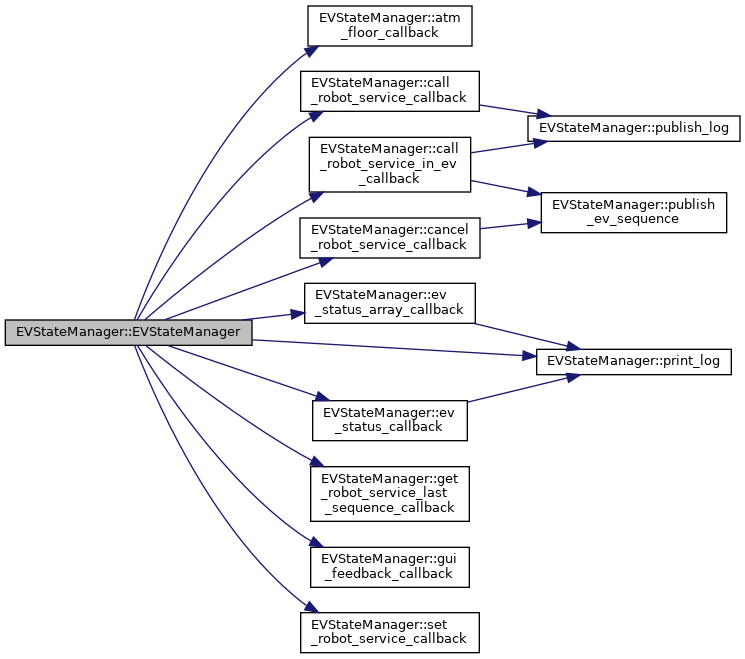 EVStateManager::atm
_floor_callback
EVStateManager::call
_robot_service_callback
EVStateManager::publish_log
EVStateManager::call
_robot_service_in_ev
_callback
EVStateManager::publish
_ev_sequence
EVStateManager::cancel
_robot_service_callback
EVStateManager::ev
_status_array_callback
EVStateManager::EVStateManager
EVStateManager::print_log
EVStateManager::ev
_status_callback
EVStateManager::get
_robot_service_last
_sequence_callback
EVStateManager::gui
_feedback_callback
EVStateManager::set
_robot_service_callback